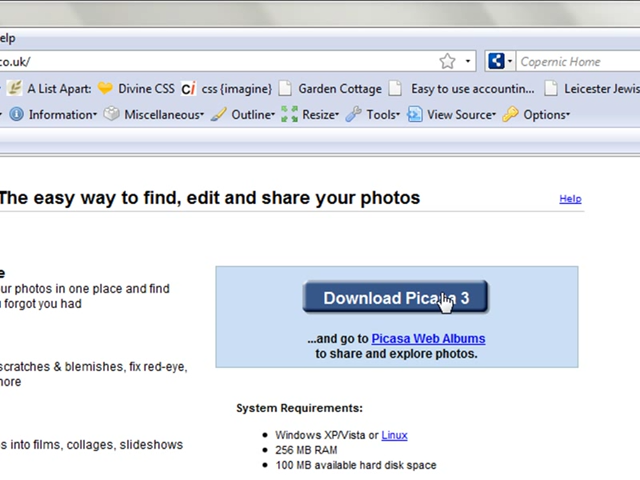 elp
co.uk/
Copernic Home
A List Apart: Divine CSS css {imagine} Garden Cottage Easy to use accountin... Leicester Jewis
Information Miscellaneous Outline Resize Tools View Source Options
The easy way to find, edit and share your photos
Help
e
ur photos in one place and find
u forgot you had
Download Picasa 3
...and go to Picasa Web Albums
to share and explore photos.
scratches & blemishes, fix red-eye,
nore
System Requirements:
Windows XP/Vista or Linux
256 MB RAM
s into films, collages, slideshows
100 MB available hard disk space